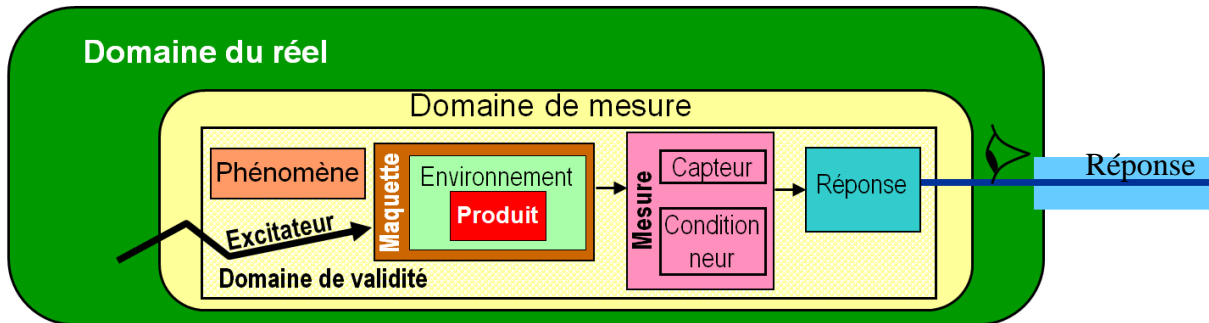 Domaine du réel
Domaine de mesure
Phénomène
Maquette
Environnement
Produit
Mesure
Capteur
Condition
neur
Réponse
Réponse
Excitateur
Domaine de validité